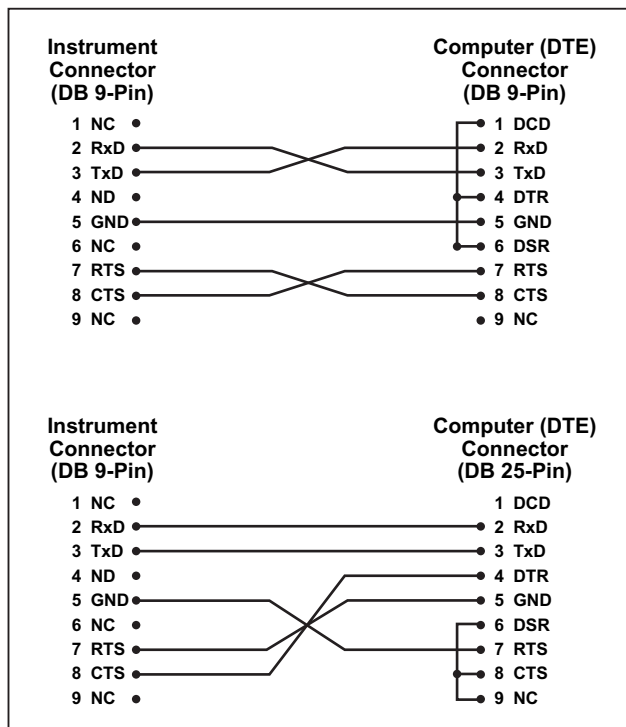 Instrument
Connector
(DB 9-Pin)
Computer (DTE)
Connector
(DB 9-Pin)
1 NC
2 RxD
3 TxD
4 ND
5 GND
6 NC
7 RTS
8 CTS
9 NC
1 DCD
2 RxD
3 TxD
4 DTR
5 GND
6 DSR
7 RTS
8 CTS
9 NC
Instrument
Connector
(DB 9-Pin)
Computer (DTE)
Connector
(DB 25-Pin)
1 NC
2 RxD
3 TxD
4 ND
5 GND
6 NC
7 RTS
8 CTS
9 NC
1 DCD
2 RxD
3 TxD
4 DTR
5 GND
6 DSR
7 RTS
8 CTS
9 NC